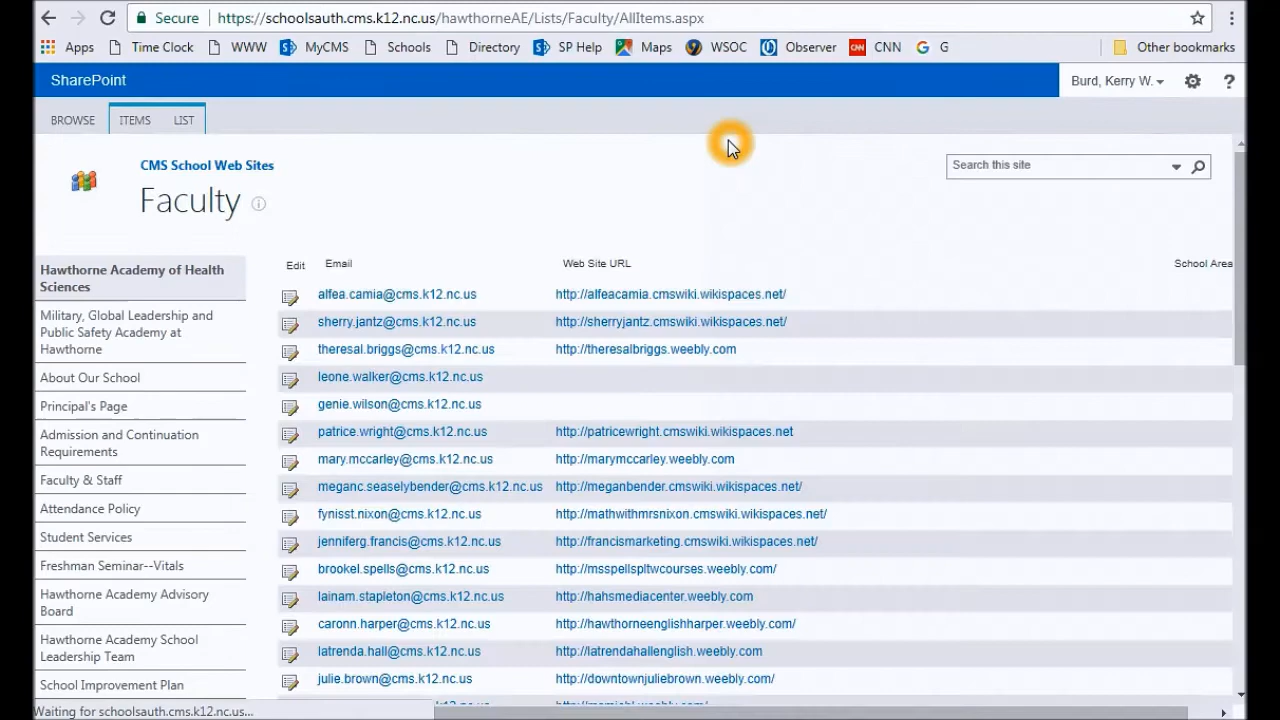 Secure
https://schoolsauth.cms.k12.nc.us/hawthorneAE/Lists/Faculty/AllItems.aspx
Apps Time Clock WWW MyCMS Schools Directory SP Help Maps WSOC Observer CNN G Other bookmarks
SharePoint
Burd, Kerry W.
?
BROWSE ITEMS LIST
CMS School Web Sites
Faculty
Search this site
Hawthorne Academy of Health
Sciences
Military, Global Leadership and
Public Safety Academy at
Hawthorne
About Our School
Principal's Page
Admission and Continuation
Requirements
Faculty & Staff
Attendance Policy
Student Services
Freshman Seminar--Vitals
Hawthorne Academy Advisory
Board
Hawthorne Academy School
Leadership Team
School Improvement Plan
Edit Email Web Site URL School Area
alfea.camia@cms.k12.nc.us http://alfeacamia.cmswiki.wikispaces.net/
sherry.jantz@cms.k12.nc.us http://sherryjantz.cmswiki.wikispaces.net/
theresal.briggs@cms.k12.nc.us http://theresalbriggs.weebly.com
leone.walker@cms.k12.nc.us
genie.wilson@cms.k12.nc.us
patrice.wright@cms.k12.nc.us http://patricewright.cmswiki.wikispaces.net
mary.mccarley@cms.k12.nc.us http://marymccarley.weebly.com
meganc.seaselybender@cms.k12.nc.us http://meganbender.cmswiki.wikispaces.net/
fynisst.nixon@cms.k12.nc.us http://mathwithmrsnixon.cmswiki.wikispaces.net/
jenniferg.francis@cms.k12.nc.us http://francismarketing.cmswiki.wikispaces.net/
brookel.spells@cms.k12.nc.us http://msspellspltwcourses.weebly.com/
lainam.stapleton@cms.k12.nc.us http://hahsmediacenter.weebly.com
caronn.harper@cms.k12.nc.us http://hawthorneenglishharper.weebly.com/
latrenda.hall@cms.k12.nc.us http://latrendahallenglish.weebly.com
julie.brown@cms.k12.nc.us http://downtownjuliebrown.weebly.com/
Waiting for schoolsauth.cms.k12.nc.us...